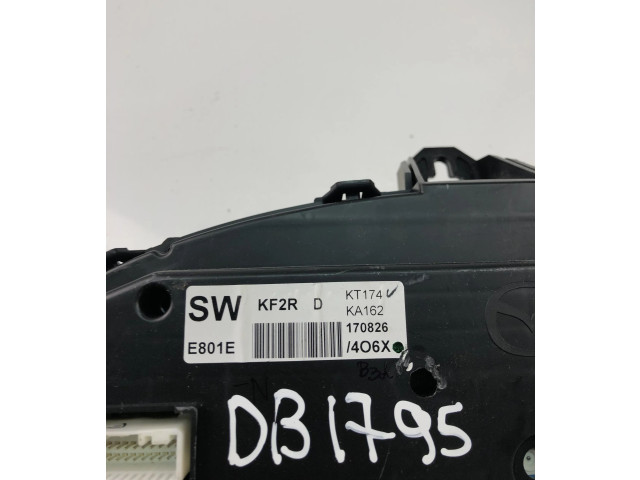 SW KF2R D KT174
KA162
170826
E801E /4O6X
DB1795